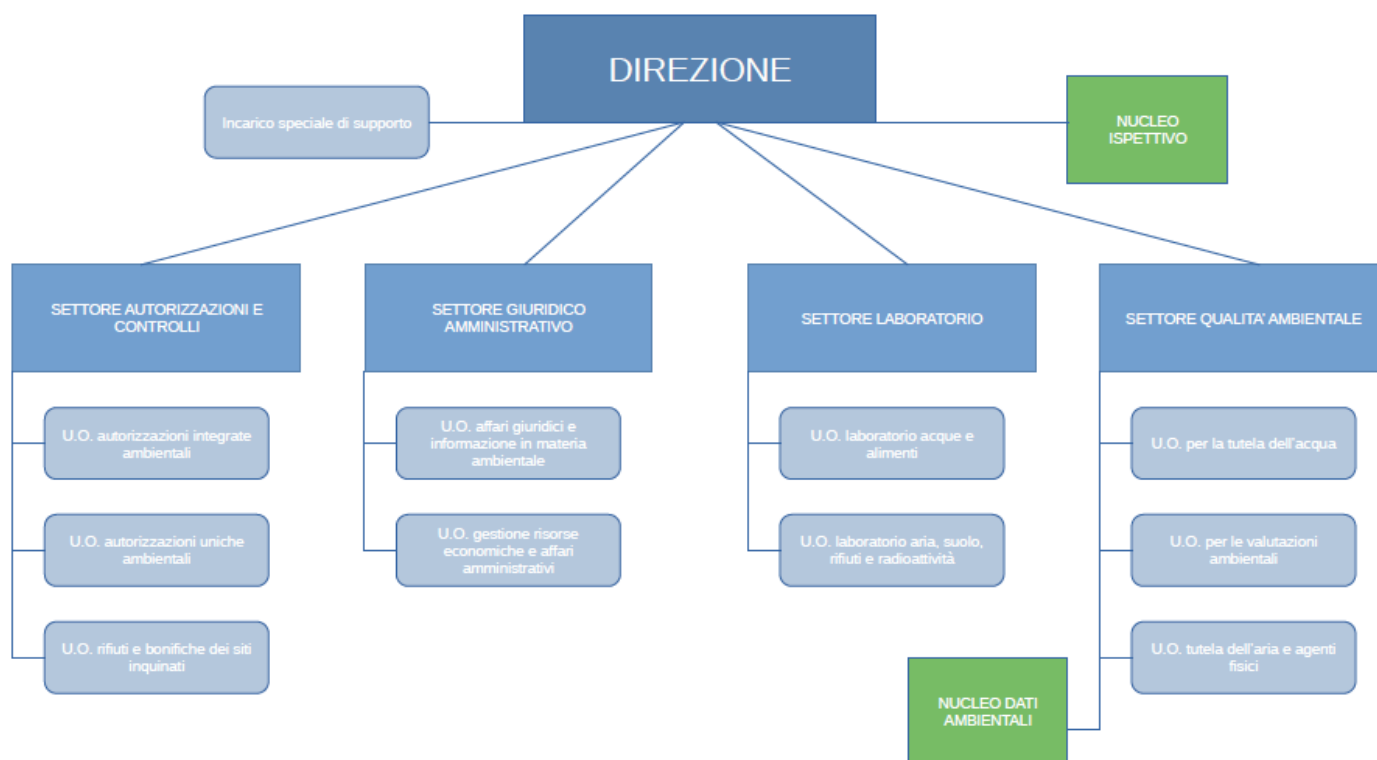 DIREZIONE
Incarico speciale di supporto
NUCLEO
ISPETTIVO
SETTORE AUTORIZZAZIONI E
CONTROLLI
SETTORE GIURIDICO
AMMINISTRATIVO
SETTORE LABORATORIO
SETTORE QUALITA' AMBIENTALE
U.O. autorizzazioni integrate
ambientali
U.O. affari giuridici e
informazione in materia
ambientale
U.O. laboratorio acque e
alimenti
U.O. per la tutela dell'acqua
U.O. autorizzazioni uniche
ambientali
U.O. gestione risorse
economiche e affari
amministrativi
U.O. laboratorio aria, suolo,
rifiuti e radioattività
U.O. per le valutazioni
ambientali
U.O. rifiuti e bonifiche dei siti
inquinati
U.O. tutela dell'aria e agenti
fisici
NUCLEO DATI
AMBIENTALI